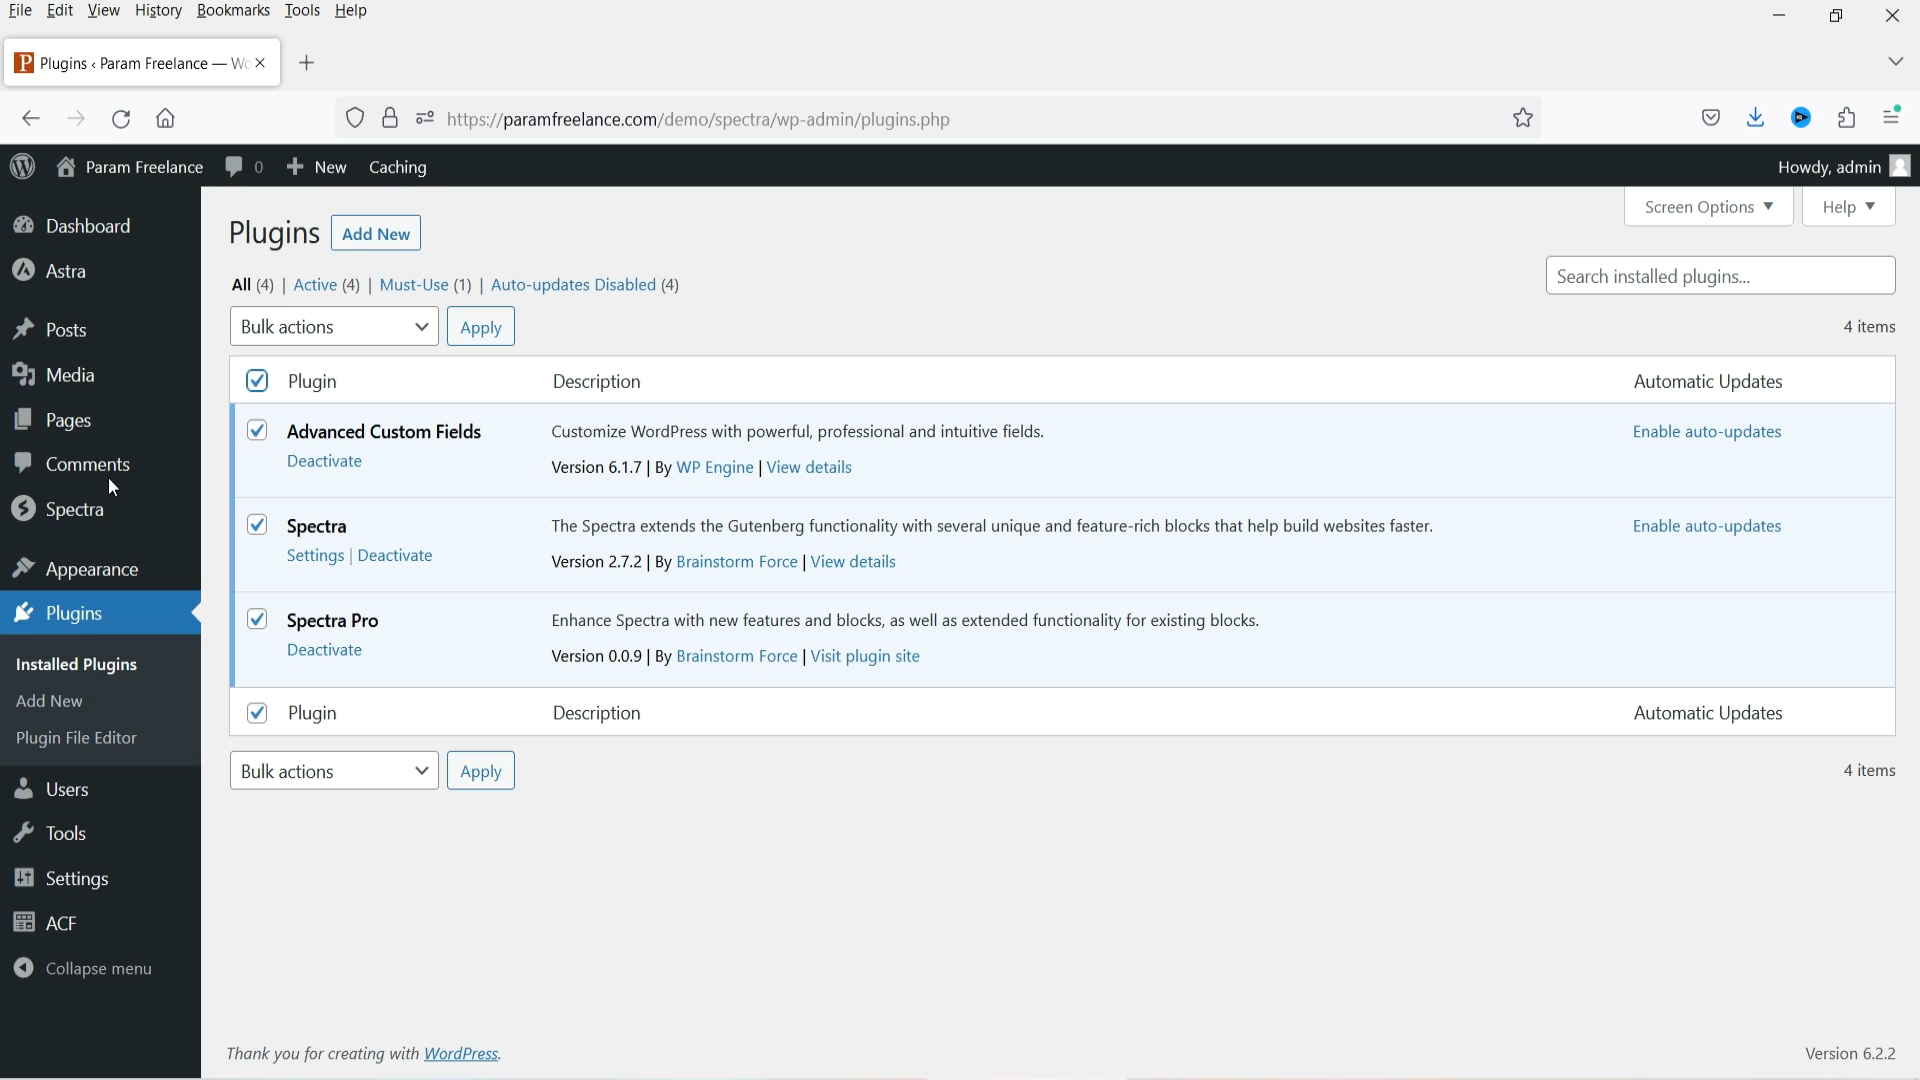 File Edit View History Bookmarks Tools Help
Plugins ‹ Param Freelance — Wo
https://paramfreelance.com/demo/spectra/wp-admin/plugins.php
Param Freelance 0 New Caching Howdy, admin
Screen Options Help
Dashboard
Astra
Posts
Media
Pages
Comments
Spectra
Appearance
Plugins
Installed Plugins
Add New
Plugin File Editor
Users
Tools
Settings
ACF
Collapse menu
Plugins Add New
All (4) | Active (4) | Must-Use (1) | Auto-updates Disabled (4)
Search installed plugins...
Bulk actions Apply 4 items
Plugin Description Automatic Updates
Advanced Custom Fields Customize WordPress with powerful, professional and intuitive fields. Enable auto-updates
Deactivate Version 6.1.7 | By WP Engine | View details
Spectra The Spectra extends the Gutenberg functionality with several unique and feature-rich blocks that help build websites faster. Enable auto-updates
Settings | Deactivate Version 2.7.2 | By Brainstorm Force | View details
Spectra Pro Enhance Spectra with new features and blocks, as well as extended functionality for existing blocks.
Deactivate Version 0.0.9 | By Brainstorm Force | Visit plugin site
Plugin Description Automatic Updates
Bulk actions Apply 4 items
Thank you for creating with WordPress. Version 6.2.2